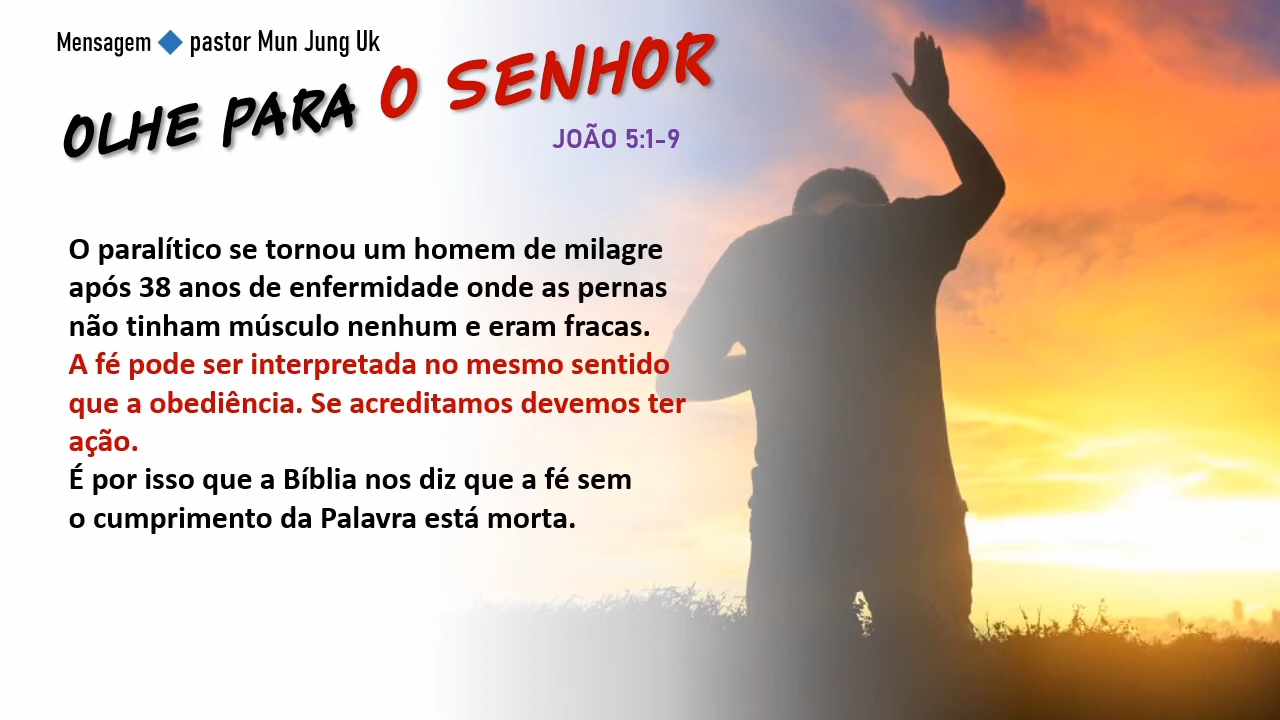 Mensagem ◆ pastor Mun Jung Uk
OLHE PARA O SENHOR
JOÃO 5:1-9
O paralítico se tornou um homem de milagre
após 38 anos de enfermidade onde as pernas
não tinham músculo nenhum e eram fracas.
A fé pode ser interpretada no mesmo sentido
que a obediência. Se acreditamos devemos ter
ação.
É por isso que a Bíblia nos diz que a fé sem
o cumprimento da Palavra está morta.